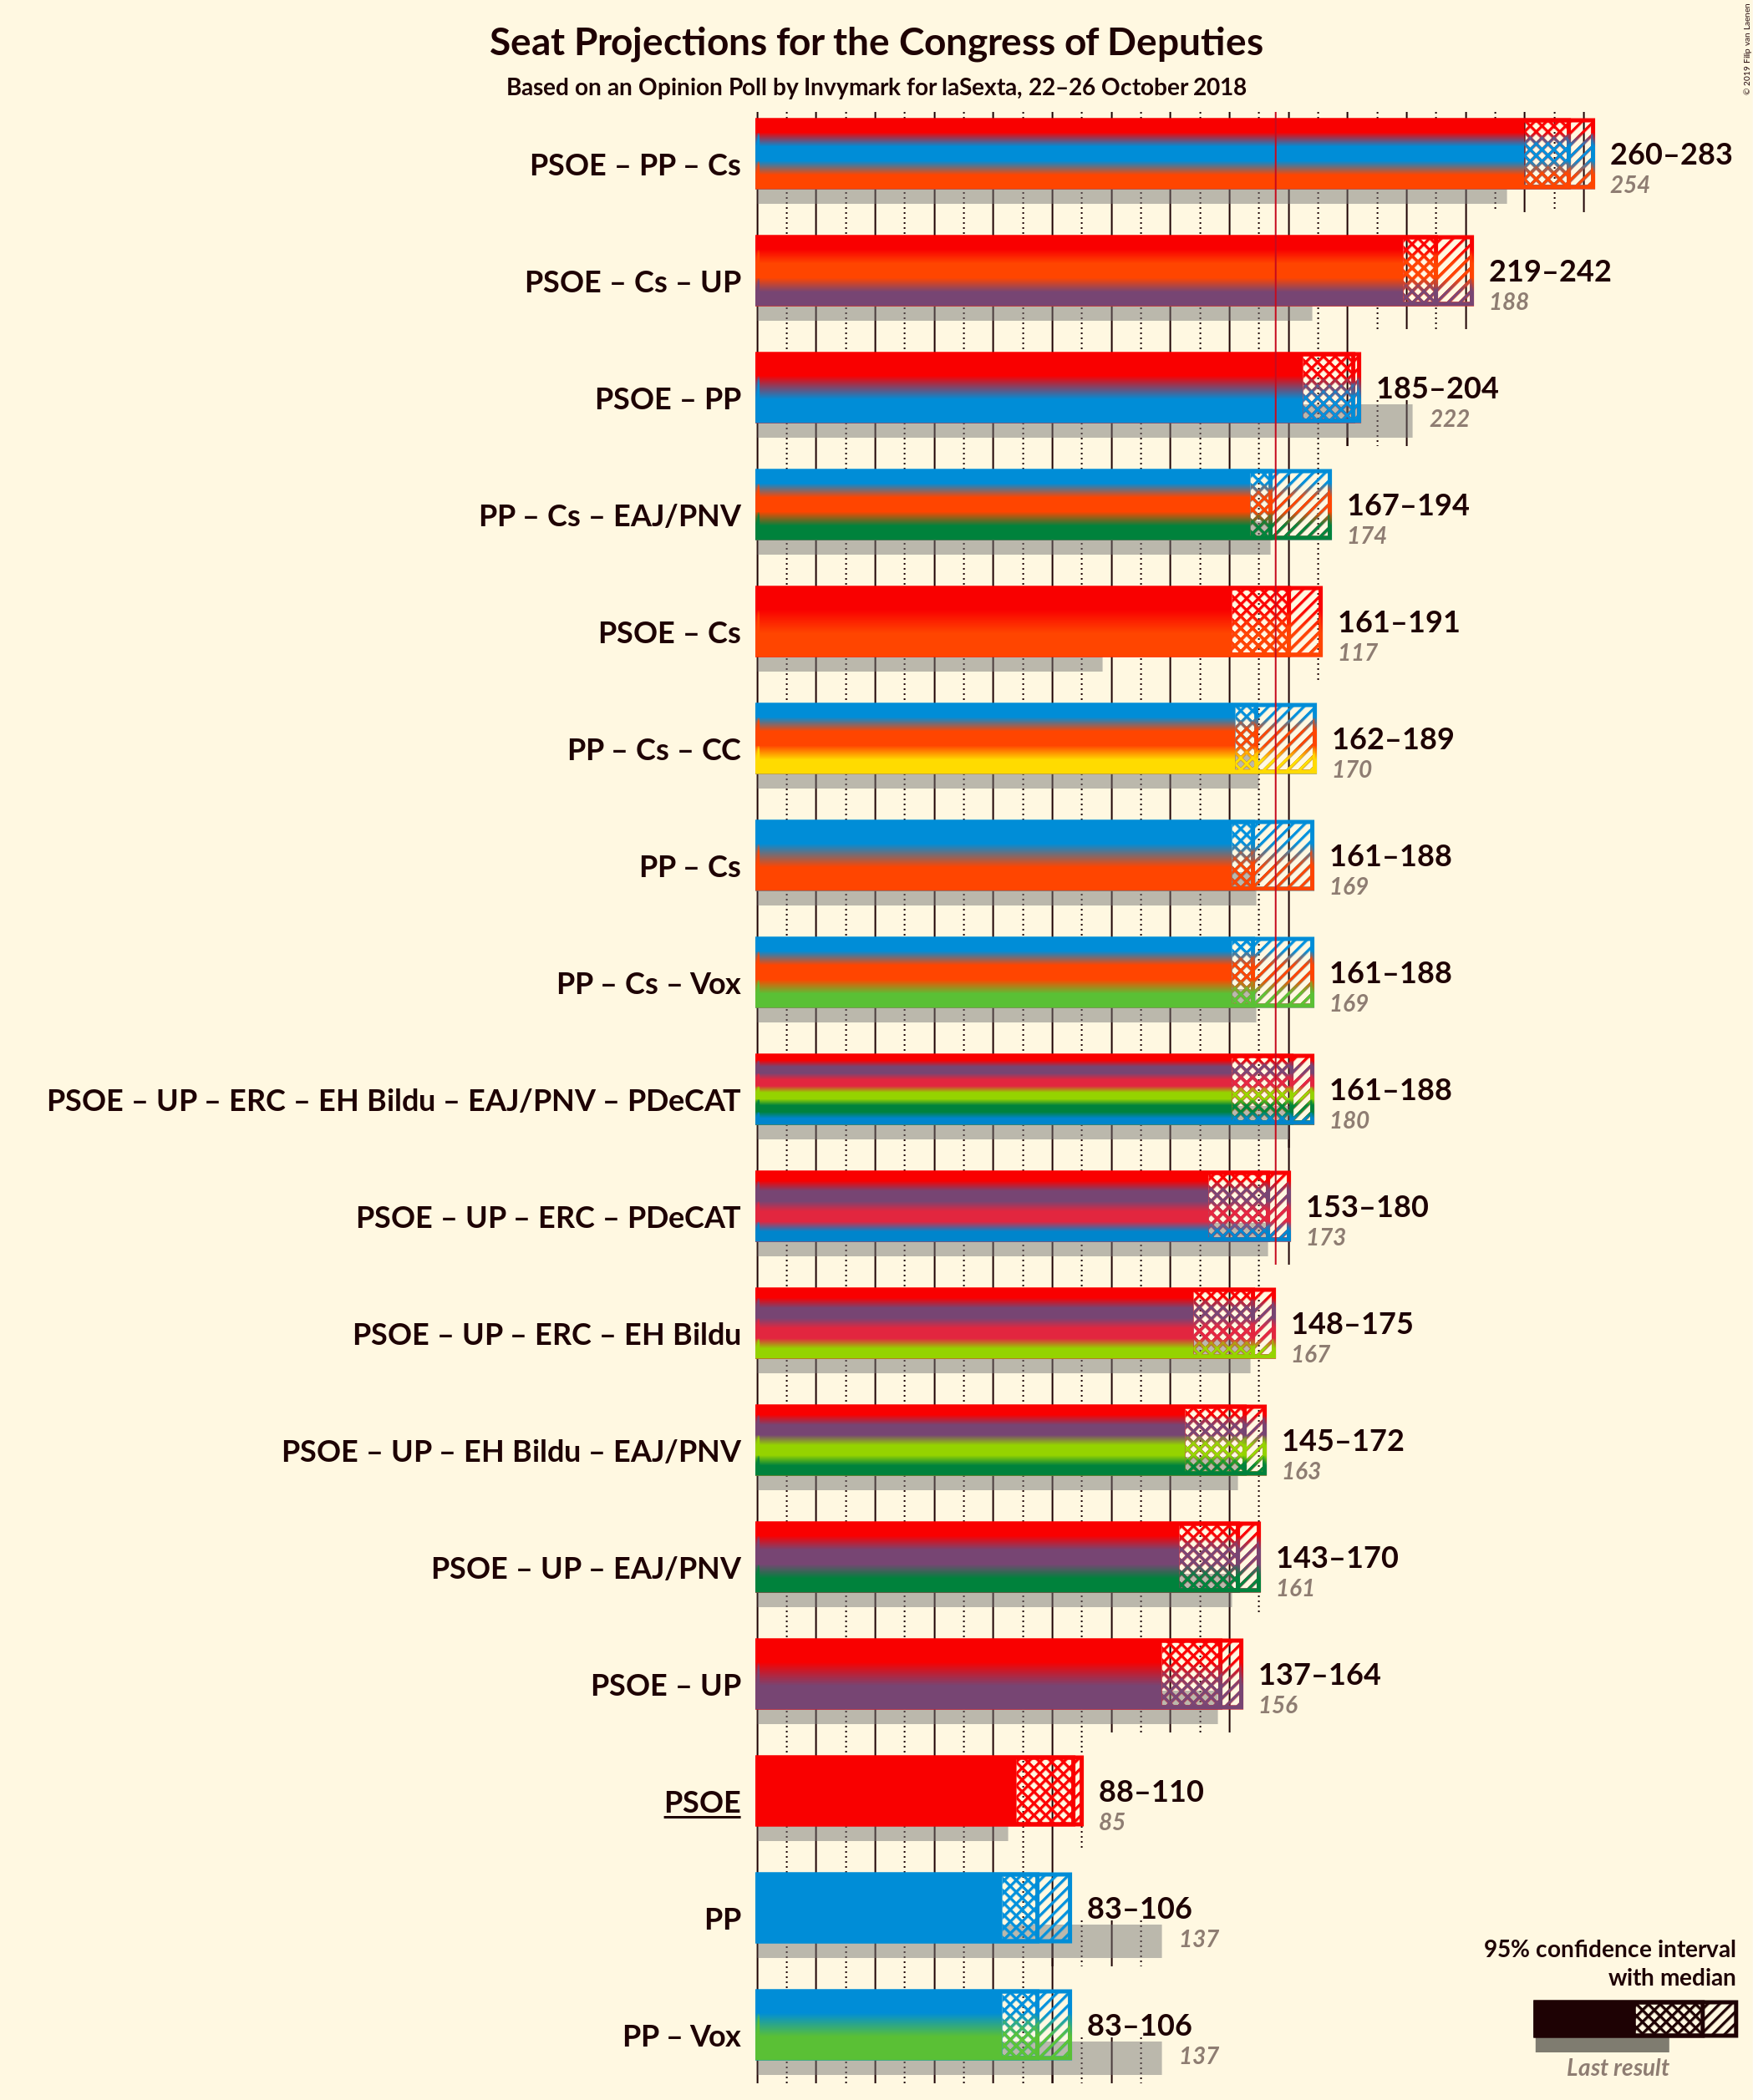 Seat Projections for the Congress of Deputies
Based on an Opinion Poll by Invymark for laSexta, 22–26 October 2018
© 2019 Filip van Laenen
PSOE – PP – Cs
260–283
254
PSOE – Cs – UP
219–242
188
PSOE – PP
185–204
222
PP – Cs – EAJ/PNV
167–194
174
PSOE – Cs
161–191
117
PP – Cs – CC
162–189
170
PP – Cs
161–188
169
PP – Cs – Vox
161–188
169
PSOE – UP – ERC – EH Bildu – EAJ/PNV – PDeCAT
161–188
180
PSOE – UP – ERC – PDeCAT
153–180
173
PSOE – UP – ERC – EH Bildu
148–175
167
PSOE – UP – EH Bildu – EAJ/PNV
145–172
163
PSOE – UP – EAJ/PNV
143–170
161
PSOE – UP
137–164
156
PSOE
88–110
85
PP
83–106
137
PP – Vox
83–106
137
95% confidence interval
with median
Last result